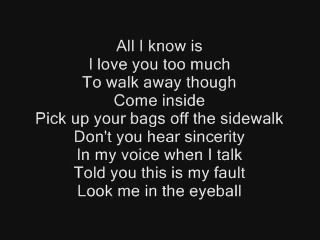 All I know is
I love you too much
To walk away though
Come inside
Pick up your bags off the sidewalk
Don't you hear sincerity
In my voice when I talk
Told you this is my fault
Look me in the eyeball